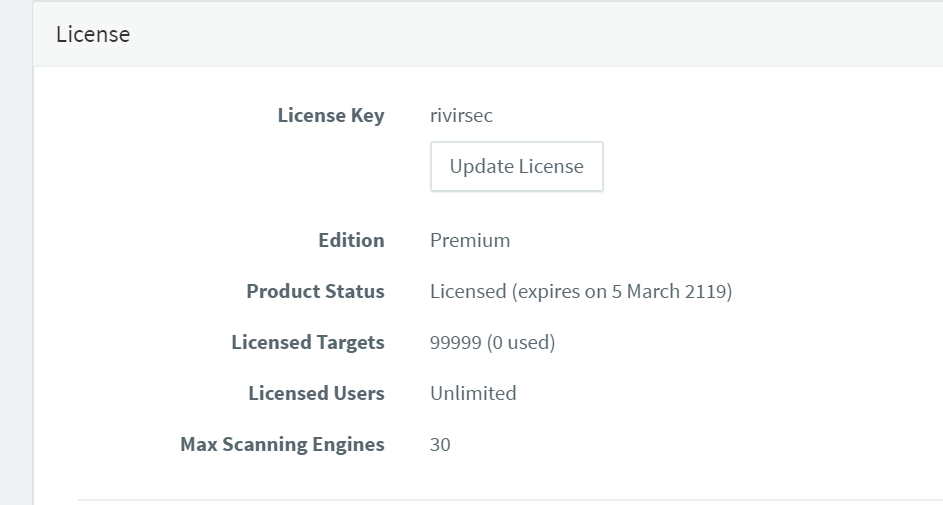 License
License Key rivirsec
Update License
Edition Premium
Product Status Licensed (expires on 5 March 2119)
Licensed Targets 99999 (0 used)
Licensed Users Unlimited
Max Scanning Engines 30